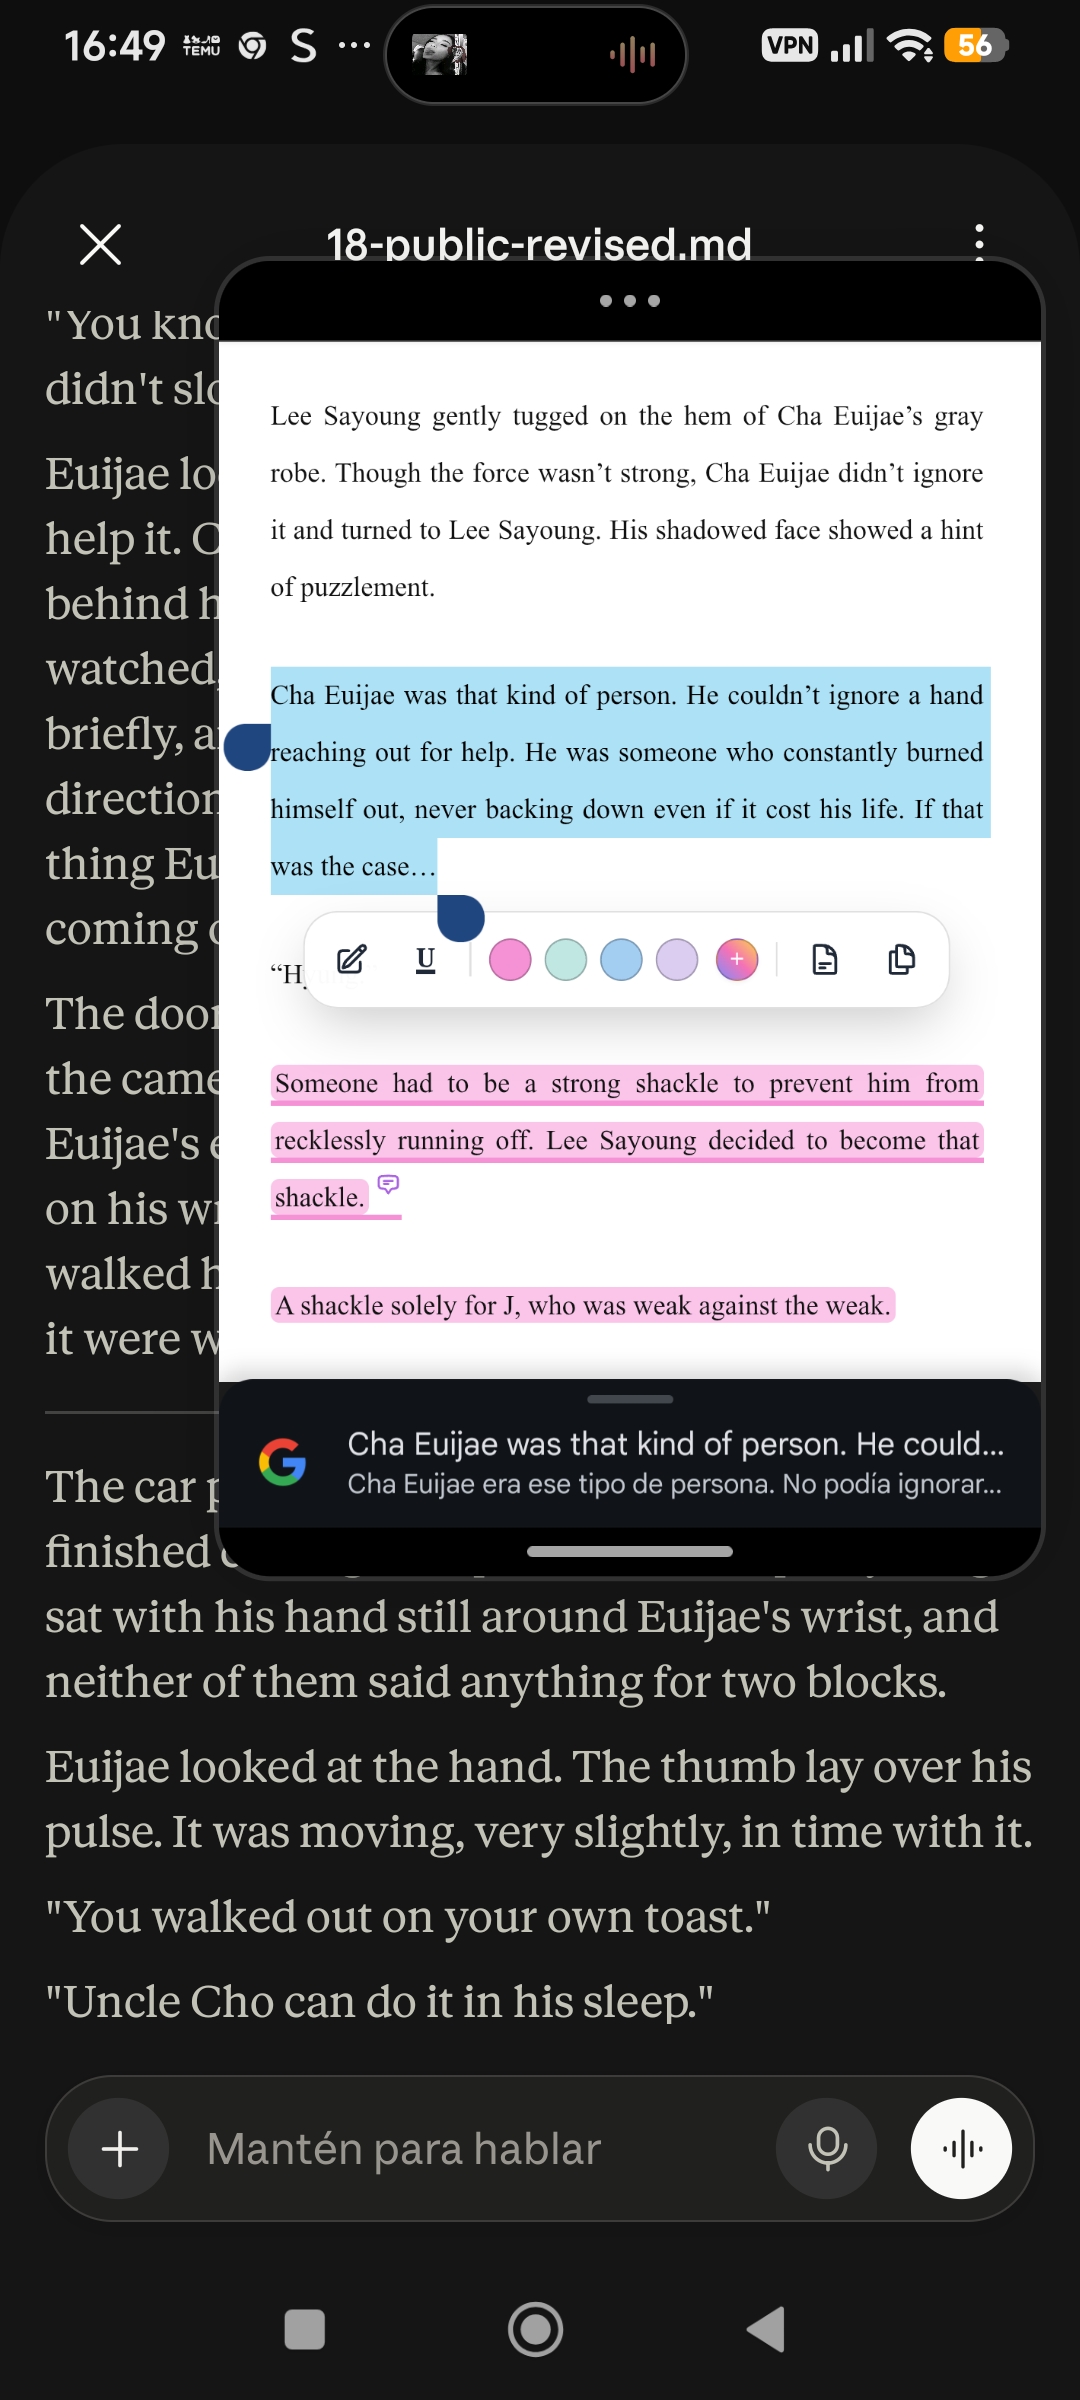 16:49
TEMU
S
VPN
56
18-public-revised.md
"You
didn't
Euijae
help it.
behind
watched,
briefly,
direction
thing
coming
The door
the
Euijae's
on his
walked
it were
The car
finished
Lee Sayoung gently tugged on the hem of Cha Euijae’s gray
robe. Though the force wasn’t strong, Cha Euijae didn’t ignore
it and turned to Lee Sayoung. His shadowed face showed a hint
of puzzlement.
Cha Euijae was that kind of person. He couldn’t ignore a hand
reaching out for help. He was someone who constantly burned
himself out, never backing down even if it cost his life. If that
was the case…
U
Someone had to be a strong shackle to prevent him from
recklessly running off. Lee Sayoung decided to become that
shackle.
A shackle solely for J, who was weak against the weak.
Cha Euijae was that kind of person. He could...
Cha Euijae era ese tipo de persona. No podía ignorar...
sat with his hand still around Euijae's wrist, and
neither of them said anything for two blocks.
Euijae looked at the hand. The thumb lay over his
pulse. It was moving, very slightly, in time with it.
"You walked out on your own toast."
"Uncle Cho can do it in his sleep."
Mantén para hablar